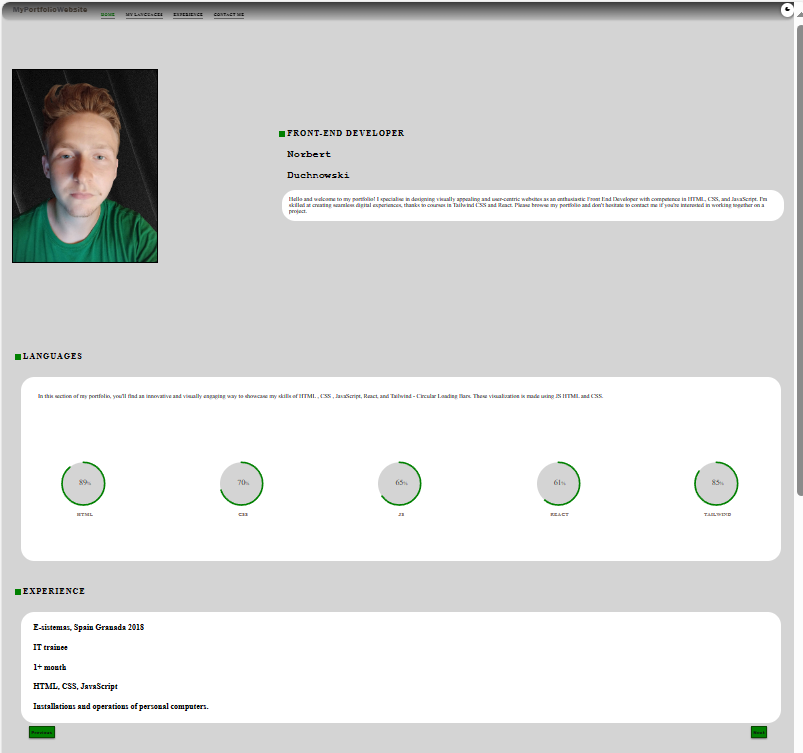 MyPortfolioWebsite
HOME MY LANGUAGES EXPERIENCE CONTACT ME
FRONT-END DEVELOPER
Norbert
Duchnowski
Hello and welcome to my portfolio! I specialise in designing visually appealing and user-centric websites as an enthusiastic Front End Developer with competence in HTML, CSS, and JavaScript. I'm
skilled at creating seamless digital experiences, thanks to courses in Tailwind CSS and React. Please browse my portfolio and don't hesitate to contact me if you're interested in working together on a
project.
LANGUAGES
In this section of my portfolio, you'll find an innovative and visually engaging way to showcase my skills of HTML , CSS , JavaScript, React, and Tailwind - Circular Loading Bars. These visualization is made using JS HTML and CSS.
89% 70% 65% 61% 85%
HTML CSS JS REACT TAILWIND
EXPERIENCE
E-sistemas, Spain Granada 2018
IT trainee
1+ month
HTML, CSS, JavaScript
Installations and operations of personal computers.